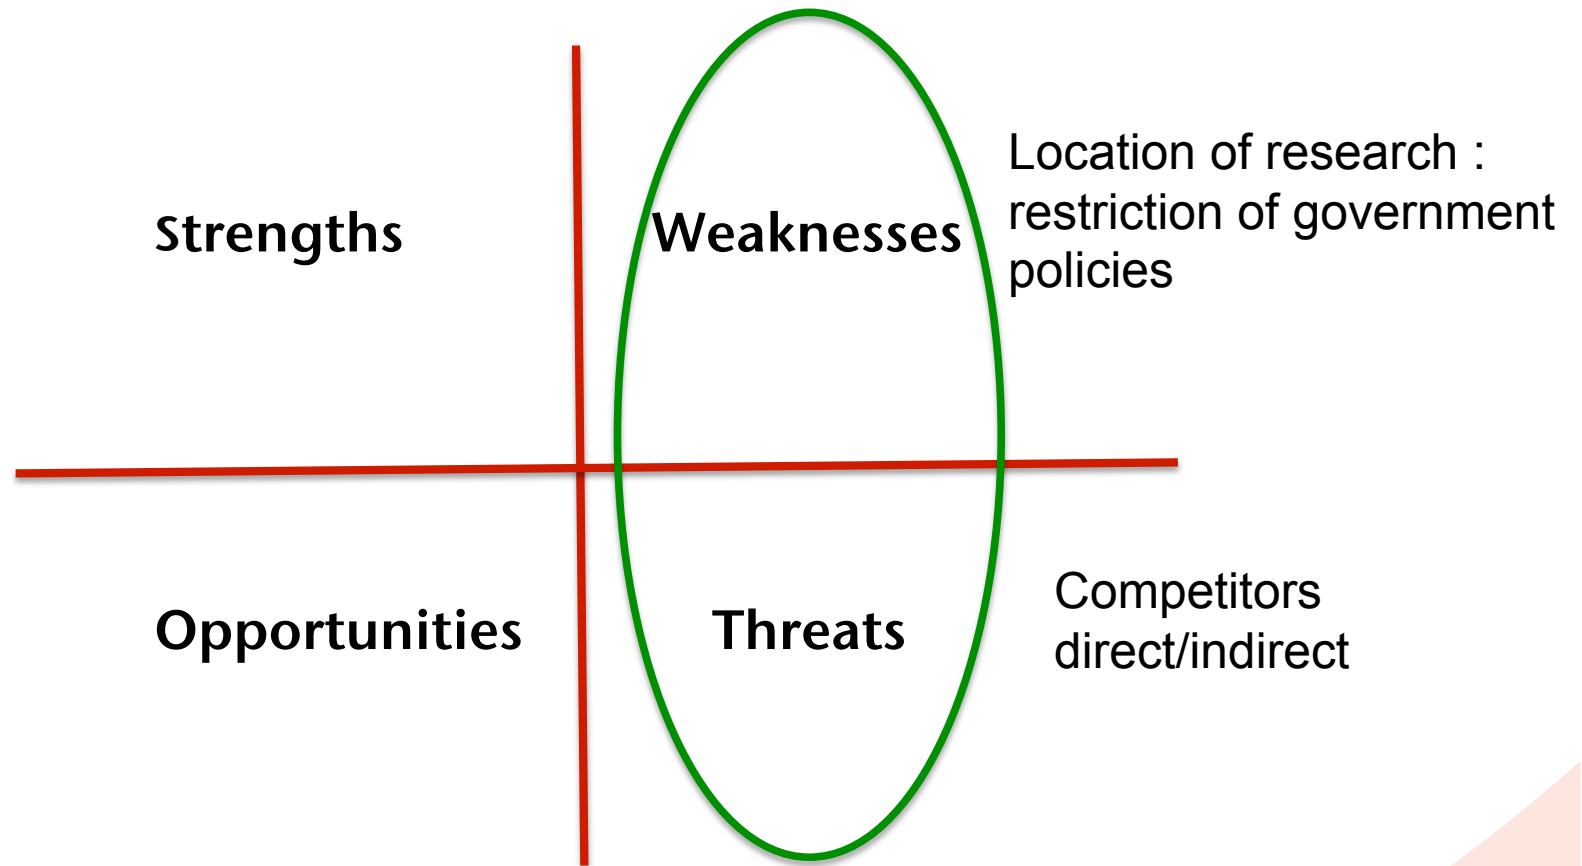 Strengths
Weaknesses
Location of research :
restriction of government
policies
Opportunities
Threats
Competitors
direct/indirect